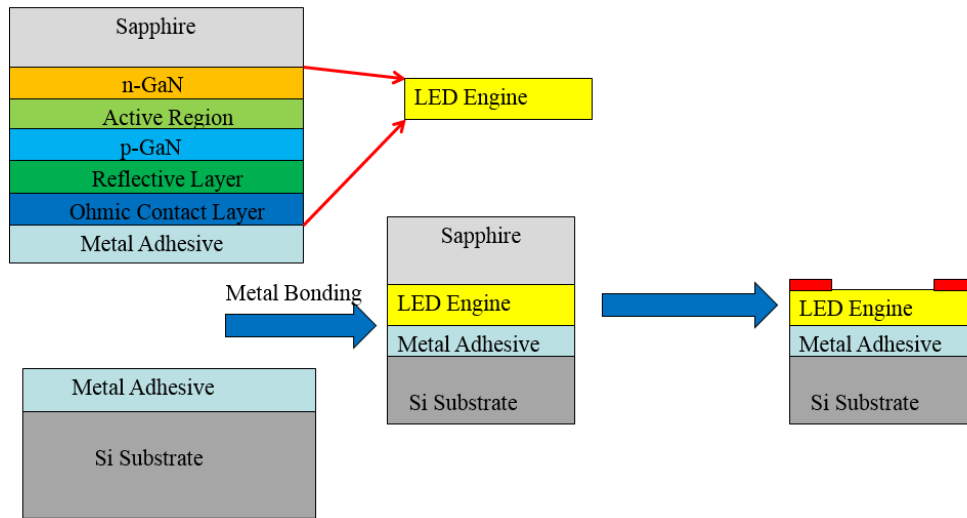 Sapphire
n-GaN
Active Region
p-GaN
Reflective Layer
Ohmic Contact Layer
Metal Adhesive
LED Engine
Metal Bonding
Metal Adhesive
Si Substrate
Sapphire
LED Engine
Metal Adhesive
Si Substrate
LED Engine
Metal Adhesive
Si Substrate